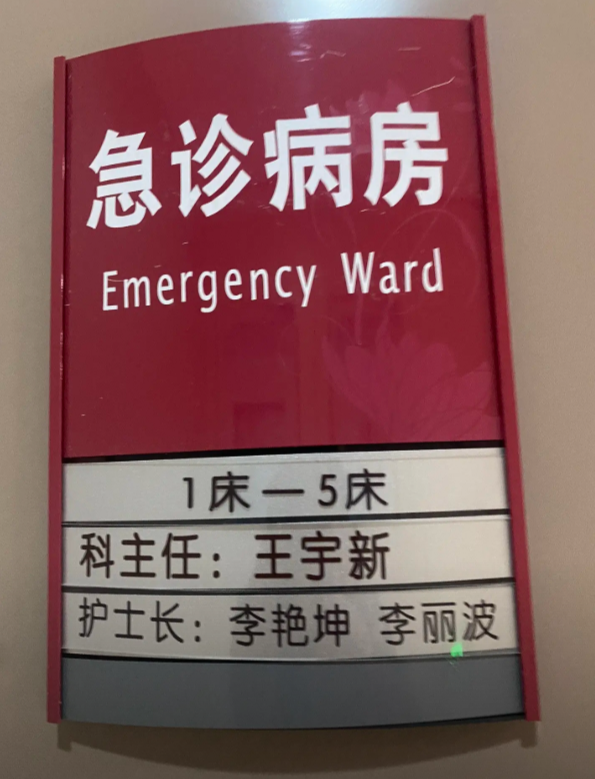 急诊病房
Emergency Ward
1床—5床
科主任：王宇新
护士长：李艳坤 李丽波